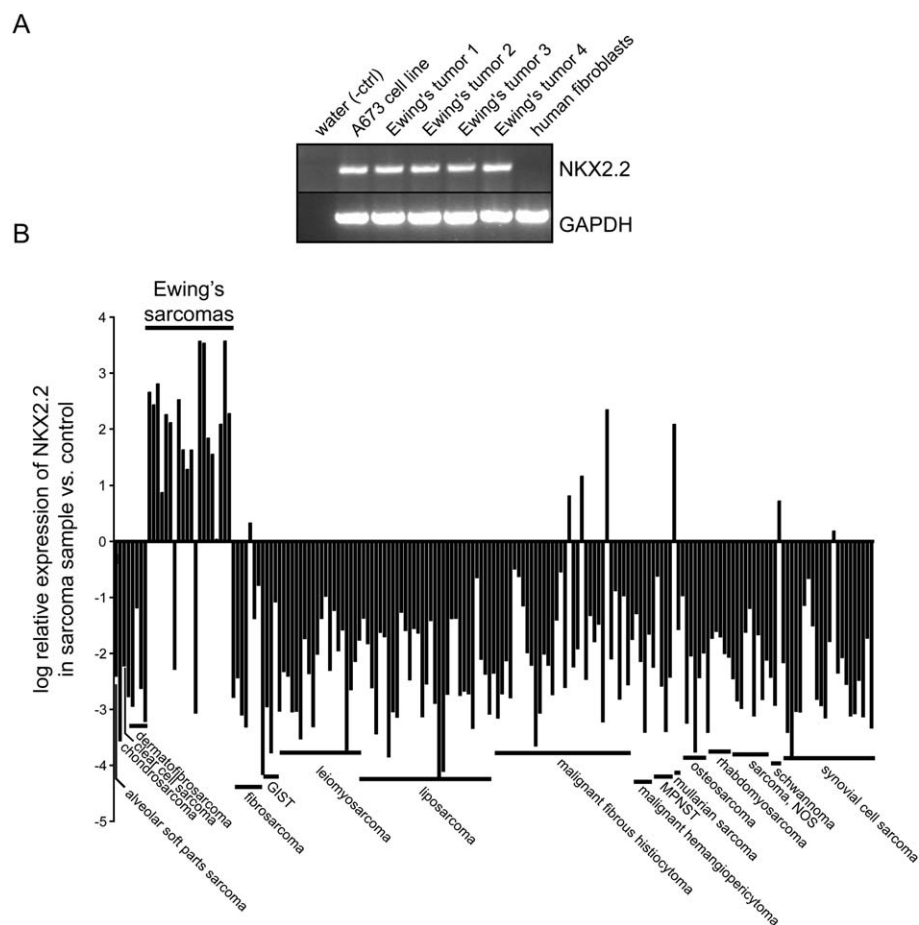 A
water (-ctrl)
A673 cell line
Ewing's tumor 1
Ewing's tumor 2
Ewing's tumor 3
Ewing's tumor 4
human fibroblasts
NKX2.2
GAPDH
B
Ewing's
sarcomas
log relative expression of NKX2.2
in sarcoma sample vs. control
4
3
2
1
0
-1
-2
-3
-4
-5
alveolar soft parts sarcoma
chondrosarcoma
clear cell sarcoma
dermatofibrosarcoma
fibrosarcoma
GIST
leiomyosarcoma
liposarcoma
malignant fibrous
histiocytoma
malignant hemangiopericytoma
MPNST
mullarian sarcoma
osteosarcoma
rhabdomyosarcoma
sarcoma, NOS
schwannoma
synovial cell sarcoma